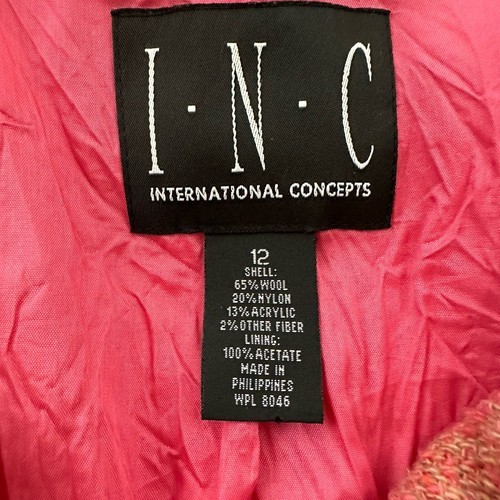 I·N·C
INTERNATIONAL CONCEPTS
12
SHELL:
65% WOOL
20% NYLON
13% ACRYLIC
2% OTHER FIBER
LINING:
100% ACETATE
MADE IN
PHILIPPINES
WPL 8046